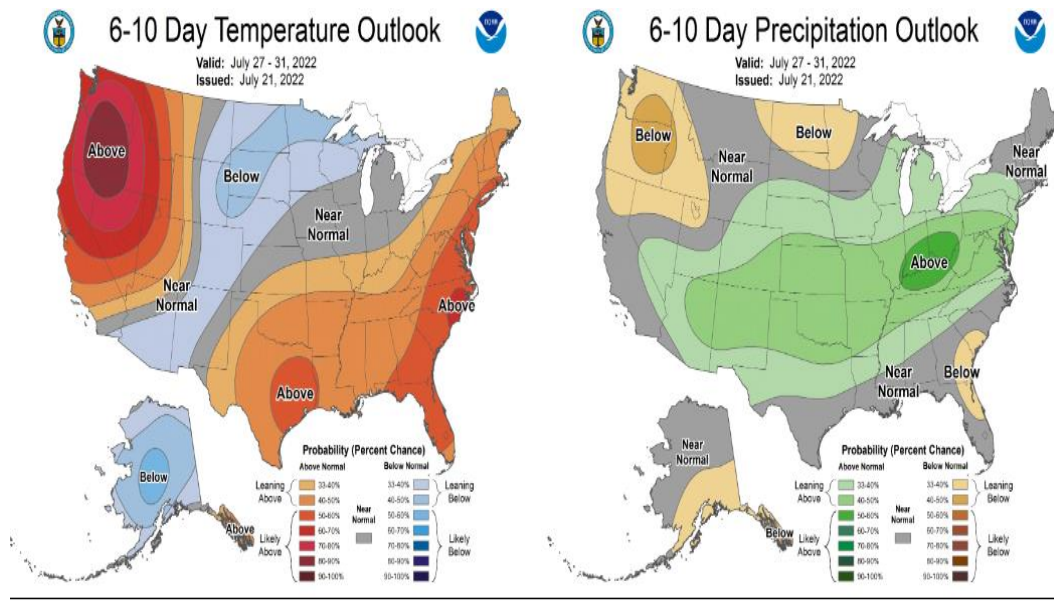 6-10 Day Temperature Outlook
Valid: July 27 - 31, 2022
Issued: July 21, 2022
Above
Below
Near
Normal
Near
Normal
Above
Above
Below
Above
Probability (Percent Chance)
Above Normal
Below Normal
Leaning
Above
33-40%
40-50%
Likely
Above
50-60%
60-70%
70-80%
80-90%
90-100%
Near
Normal
33-40%
40-50%
Leaning
Below
50-60%
60-70%
70-80%
80-90%
90-100%
Likely
Below
6-10 Day Precipitation Outlook
Valid: July 27 - 31, 2022
Issued: July 21, 2022
Below
Below
Near
Normal
Near
Normal
Above
Near
Normal
Below
Near
Normal
Below
Probability (Percent Chance)
Above Normal
Below Normal
Leaning
Above
33-40%
40-50%
Likely
Above
50-60%
60-70%
70-80%
80-90%
90-100%
Near
Normal
33-40%
40-50%
Leaning
Below
50-60%
60-70%
70-80%
80-90%
90-100%
Likely
Below